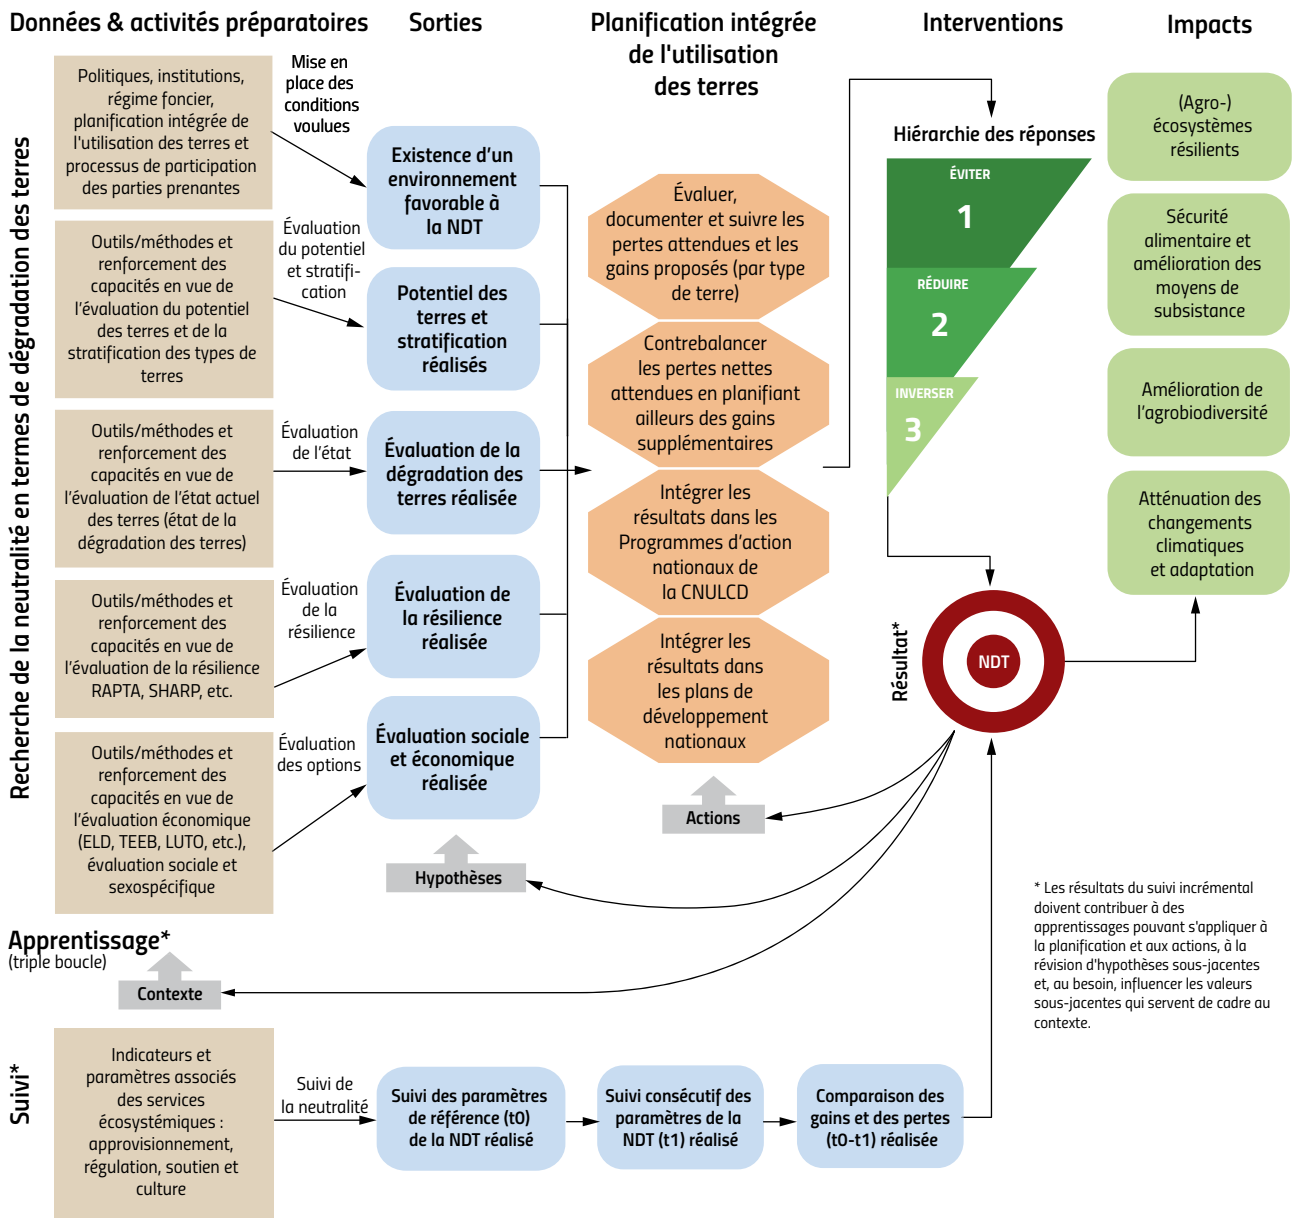 Données & activités préparatoires
Sorties
Planification intégrée
de l'utilisation
des terres
Interventions
Impacts
Recherche de la neutralité en termes de dégradation des terres
Politiques, institutions,
régime foncier,
planification intégrée de
l'utilisation des terres et
processus de participation
des parties prenantes
Mise en
place des
conditions
voulues
Existence d'un
environnement
favorable à
la NDT
Outils/méthodes et
renforcement des
capacités en vue de
l'évaluation du potentiel
des terres et de la
stratification des types de
terres
Évaluation
du potentiel
et stratifi-
cation
Potentiel des
terres et
stratification
réalisés
Outils/méthodes et
renforcement des
capacités en vue de
l'évaluation de l'état actuel
des terres (état de la
dégradation des terres)
Évaluation
de l'état
Évaluation de la
dégradation des
terres réalisée
Outils/méthodes et
renforcement des
capacités en vue de
l'évaluation de la résilience
RAPTA, SHARP, etc.
Évaluation
de la
résilience
Évaluation de
la résilience
réalisée
Outils/méthodes et
renforcement des
capacités en vue de
l'évaluation économique
(ELD, TEEB, LUTO, etc.),
évaluation sociale et
sexospécifique
Évaluation
des options
Évaluation sociale
et économique
réalisée
Évaluer,
documenter et suivre les
pertes attendues et les
gains proposés (par type
de terre)
Contrebalancer
les pertes nettes
attendues en planifiant
ailleurs des gains
supplémentaires
Intégrer les
résultats dans les
Programmes d'action
nationaux de
la CNULCD
Intégrer les
résultats dans
les plans de
développement
nationaux
Hiérarchie des réponses
ÉVITER
1
RÉDUIRE
2
INVERSER
3
Résultat*
NDT
(Agro-)
écosystèmes
résilients
Sécurité
alimentaire et
amélioration des
moyens de
subsistance
Amélioration de
l'agrobiodiversité
Atténuation des
changements
climatiques
et adaptation
Actions
Hypothèses
Apprentissage*
(triple boucle)
Contexte
* Les résultats du suivi incrémental
doivent contribuer à des
apprentissages pouvant s'appliquer à
la planification et aux actions, à la
révision d'hypothèses sous-jacentes
et, au besoin, influencer les valeurs
sous-jacentes qui servent de cadre au
contexte.
Suivi*
Indicateurs et
paramètres associés
des services
écosystémiques :
approvisionnement,
régulation, soutien et
culture
Suivi de
la neutralité
Suivi des paramètres
de référence (t0)
de la NDT réalisé
Suivi consécutif des
paramètres de la
NDT (t1) réalisé
Comparaison des
gains et des pertes
(t0-t1) réalisée